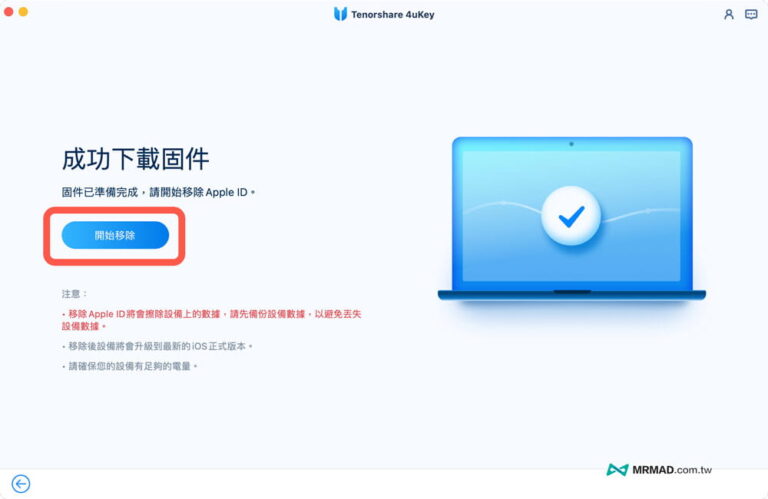 Tenorshare 4uKey
成功下載固件
固件已準備完成，請開始移除Apple ID。
開始移除
注意：
• 移除Apple ID將會擦除設備上的數據，請先備份設備數據，以避免丟失
設備數據。
• 移除後設備將會升級到最新的iOS正式版本。
• 請確保您的設備有足夠的電量。
MRMAD.com.tw